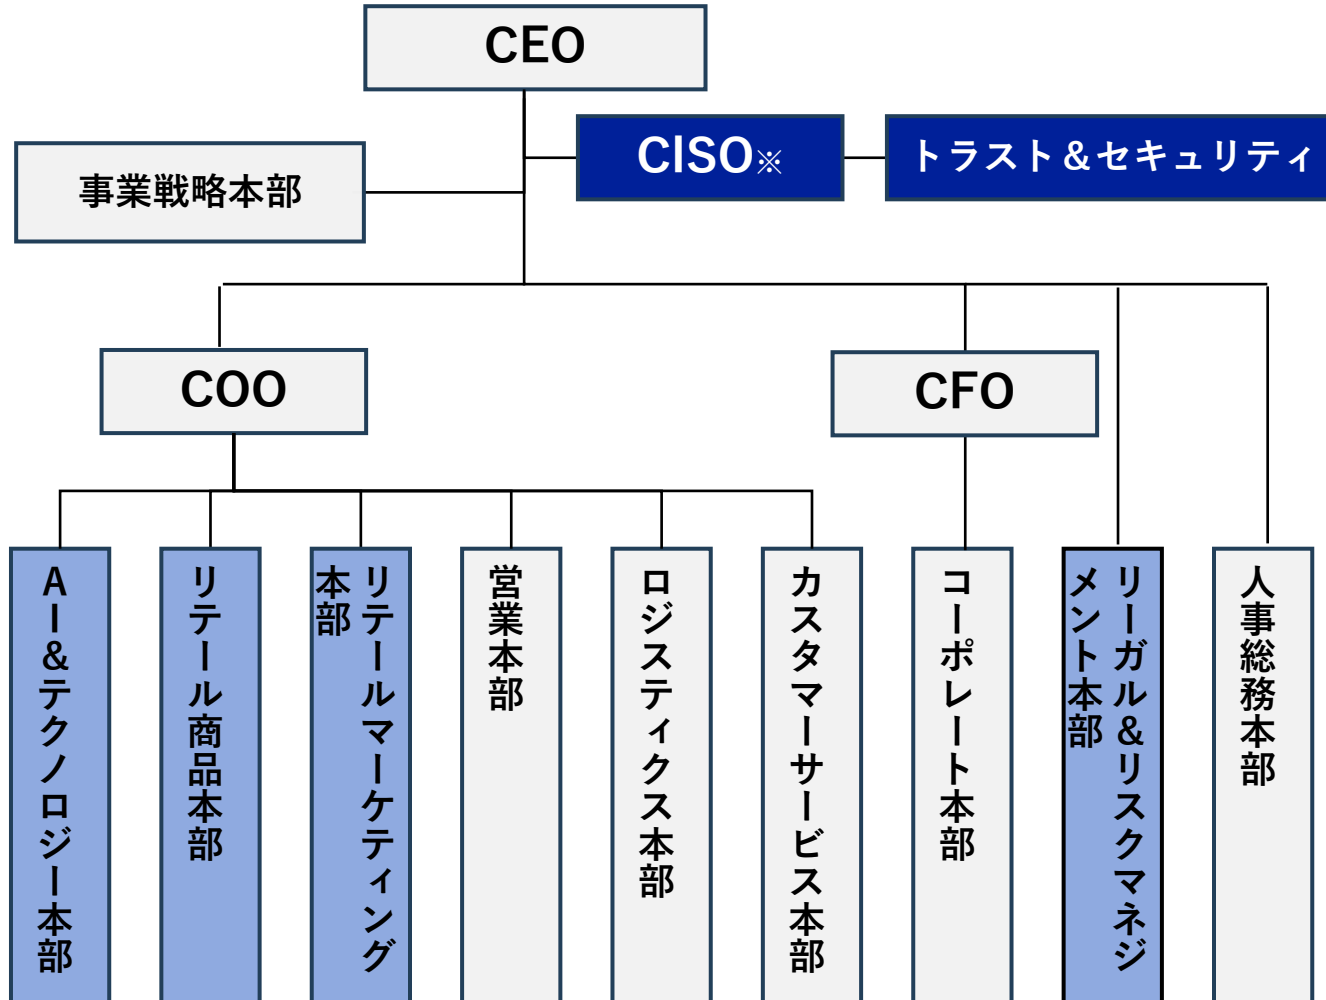 CEO
CISO※
トラスト＆セキュリティ
事業戦略本部
COO
CFO
AI＆テクノロジー本部
リテール商品本部
リテールマーケティング
本部
営業本部
ロジスティクス本部
カスタマーサービス本部
コーポレート本部
リーガル＆リスクマネジ
メント本部
人事総務本部